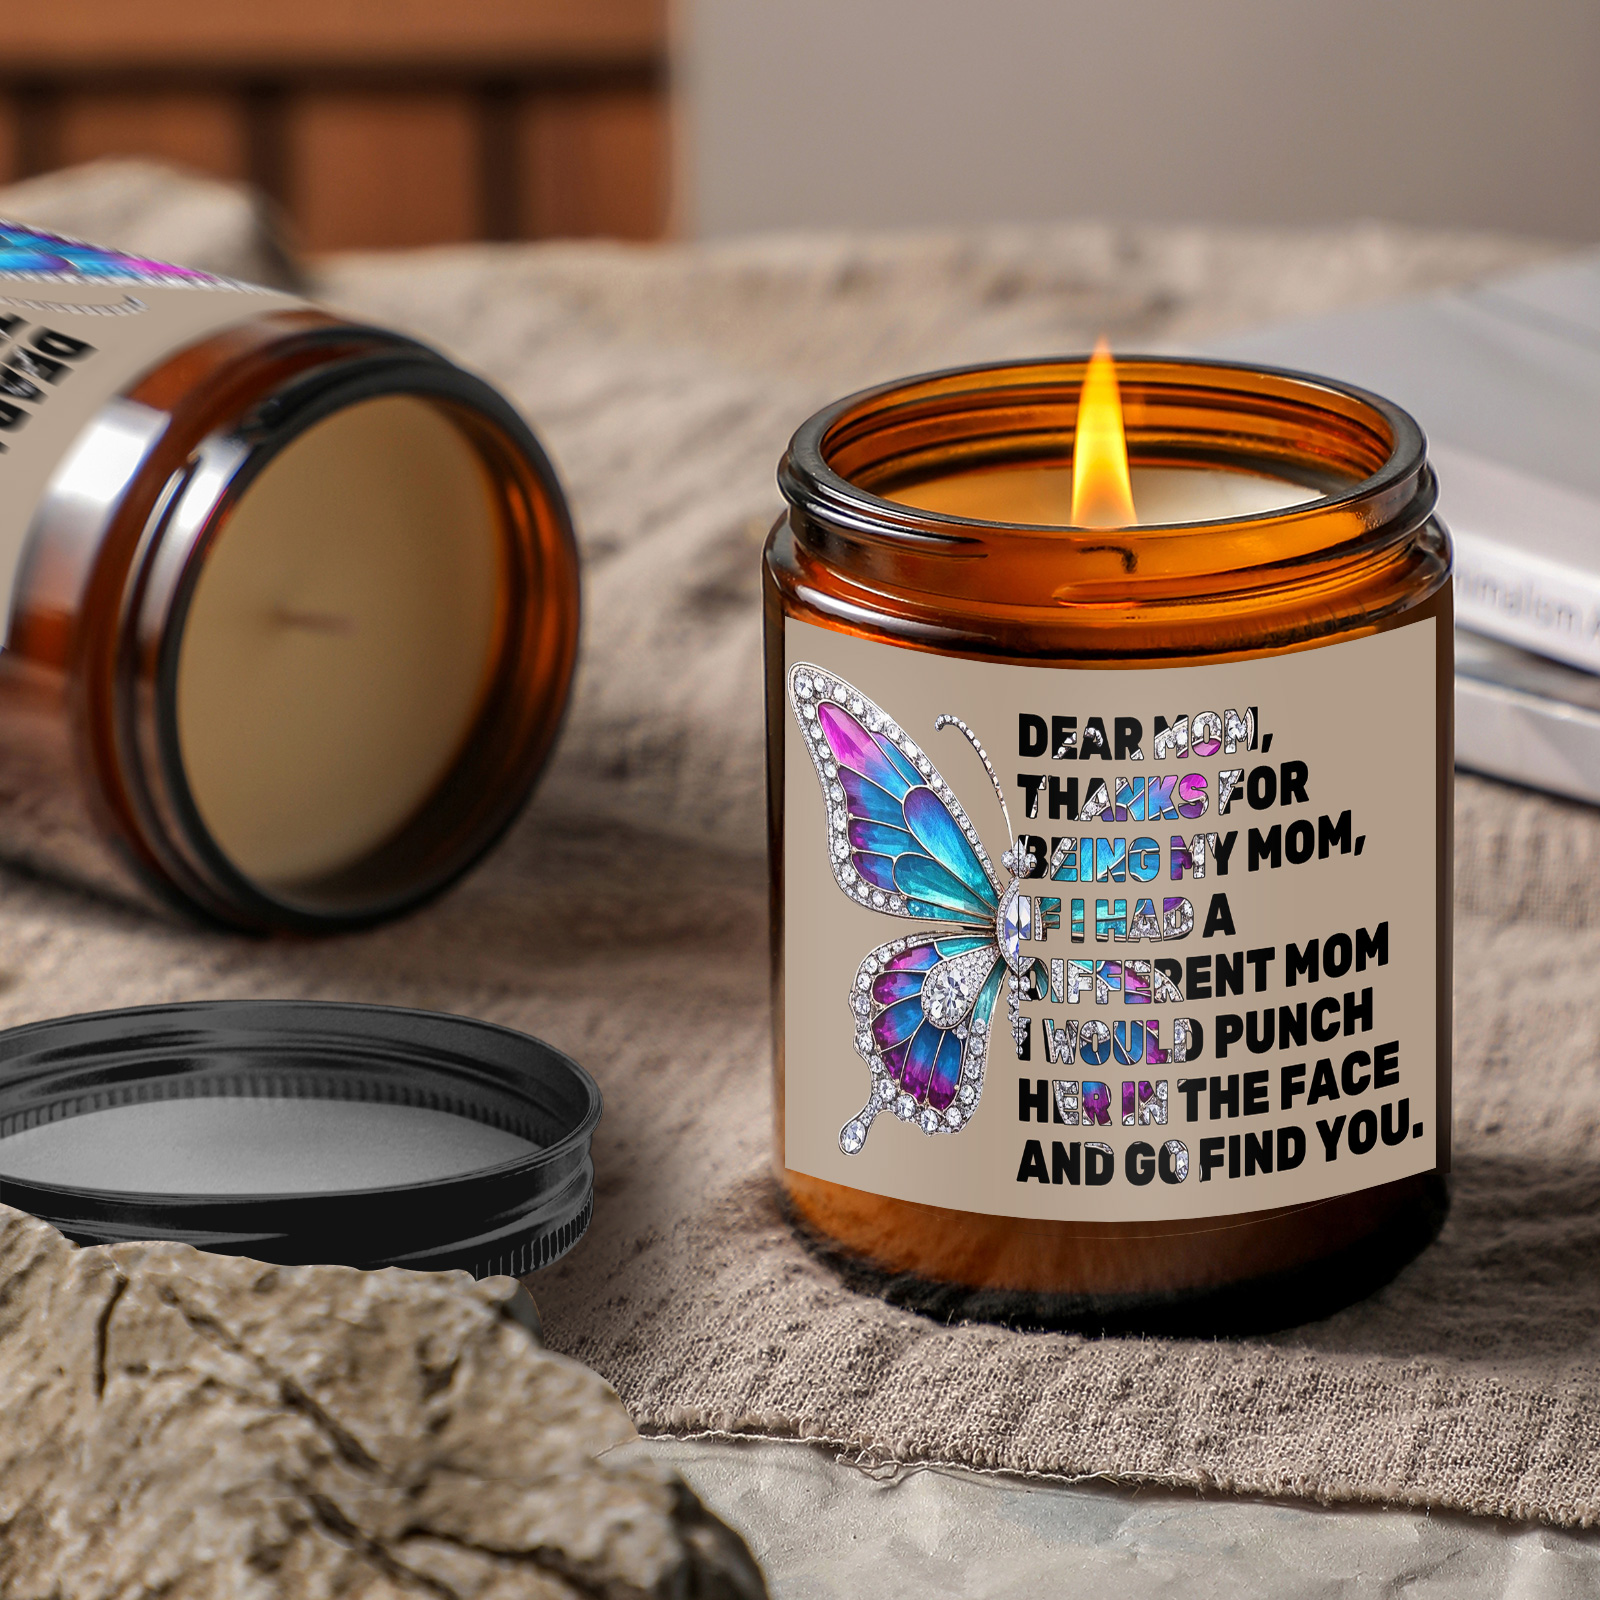 DEAR MOM,
THANKS FOR
BEING MY MOM,
IF I HAD A
DIFFERENT MOM
I WOULD PUNCH
HER IN THE FACE
AND GO FIND YOU.
DEAR